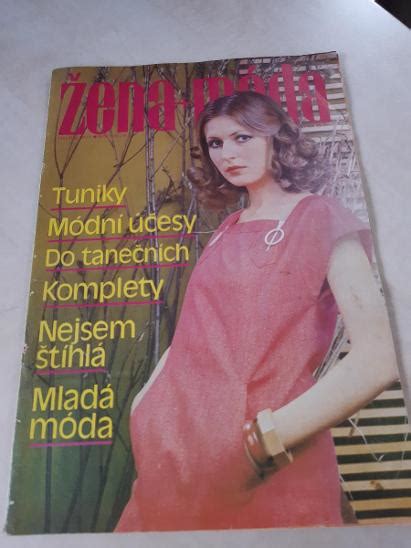 žena+móda
Tuniky
Módní účesy
Do tanečních
Komplety
Nejsem
štíhlá
Mladá
móda